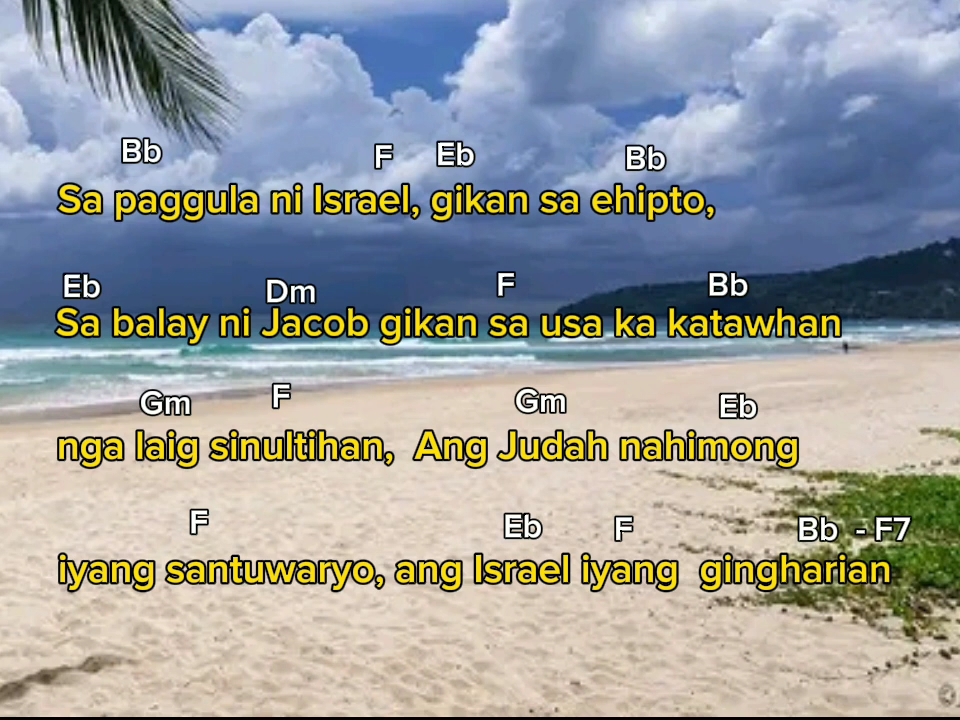 Bb F Eb Bb
Sa paggula ni Israel, gikan sa ehipto,
Eb Dm F Bb
Sa balay ni Jacob gikan sa usa ka katawhan
Gm F Gm Eb
nga laig sinultihan, Ang Judah nahimong
F Eb F Bb - F7
iyang santuwaryo, ang Israel iyang gingharian